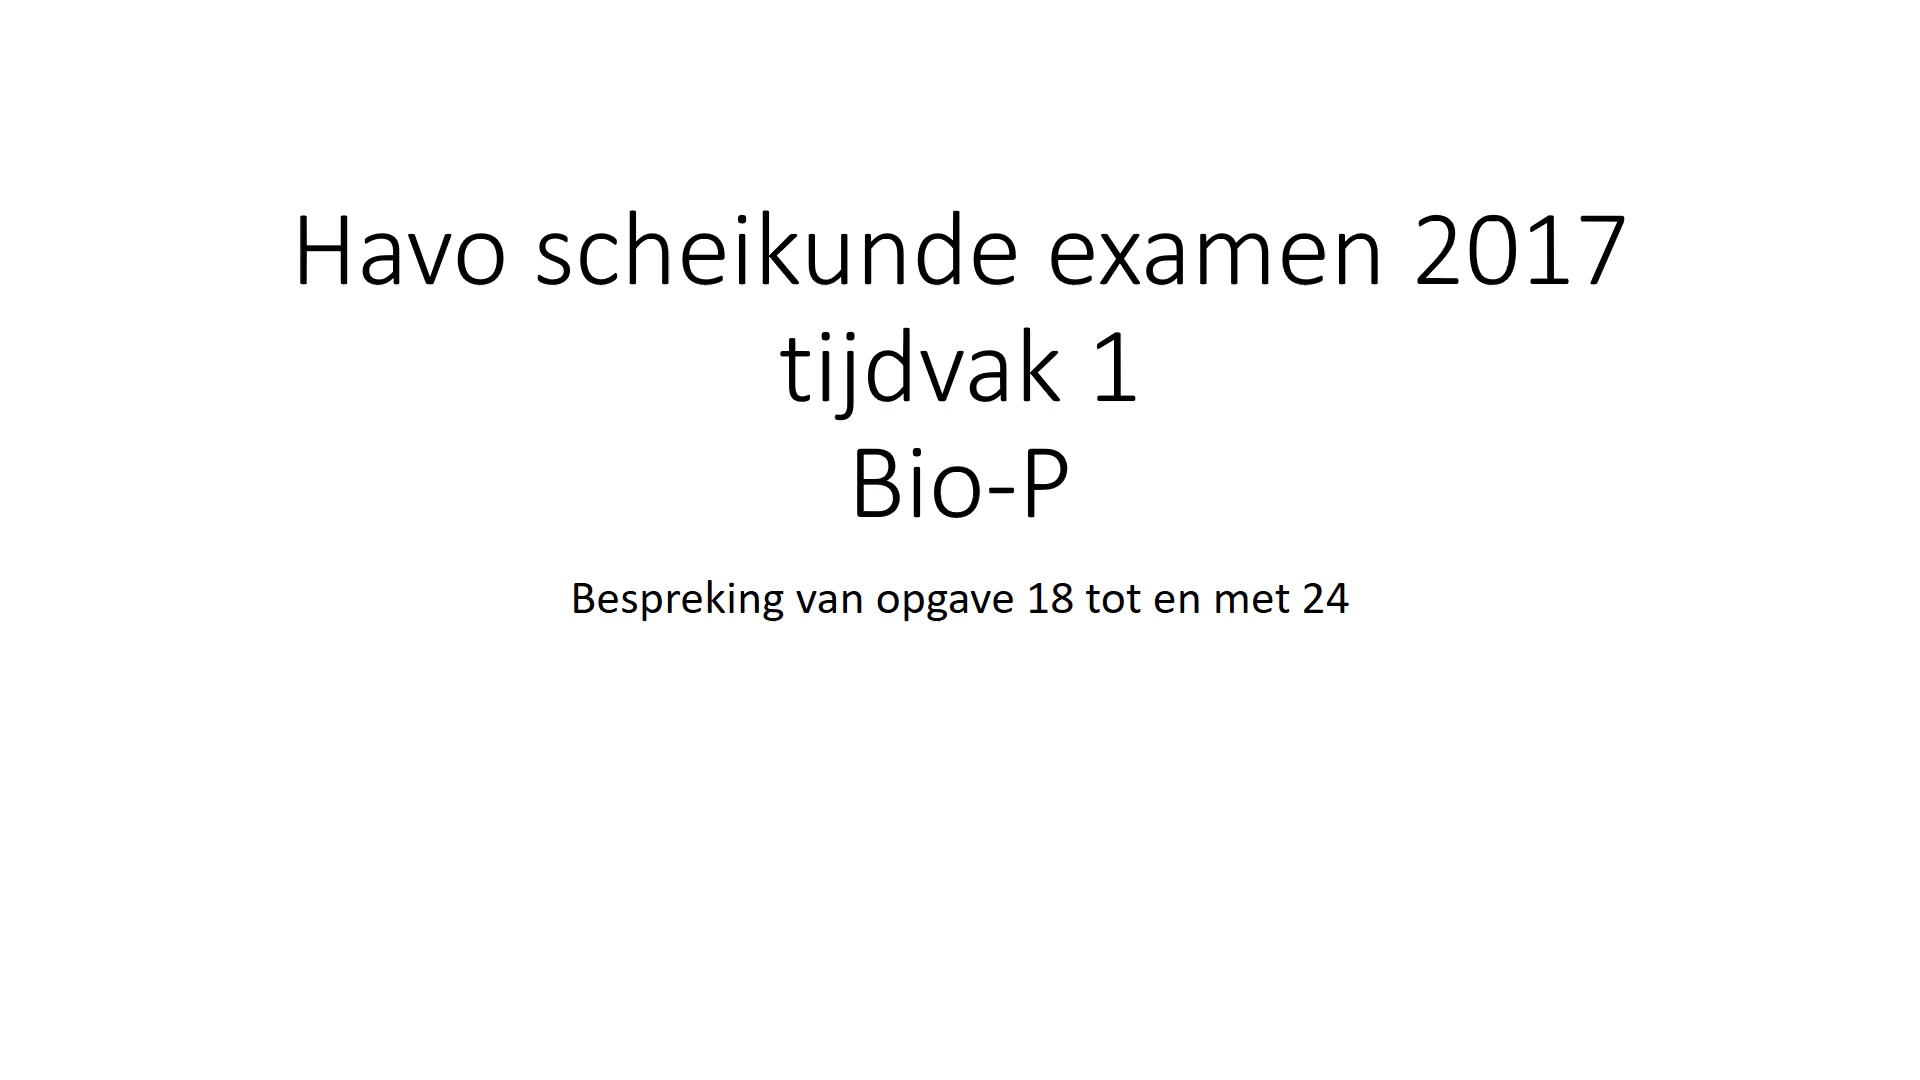 Havo scheikunde examen 2017
tijdvak 1
Bio-P
Bespreking van opgave 18 tot en met 24